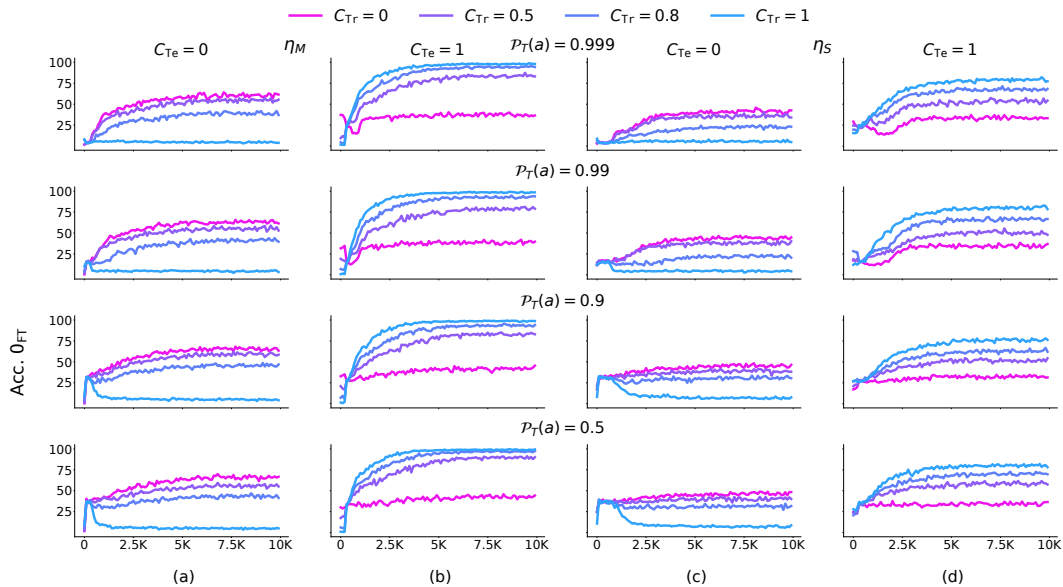 C_Tr = 0 C_Tr = 0.5 C_Tr = 0.8 C_Tr = 1
C_Te = 0 η_M C_Te = 1 𝒫_T(a) = 0.999 C_Te = 0 η_S C_Te = 1
100
75
50
25
𝒫_T(a) = 0.99
100
75
50
25
𝒫_T(a) = 0.9
100
75
50
25
𝒫_T(a) = 0.5
100
75
50
25
Acc. 0_FT
0 2.5K 5K 7.5K 10K 0 2.5K 5K 7.5K 10K 0 2.5K 5K 7.5K 10K 0 2.5K 5K 7.5K 10K
(a) (b) (c) (d)